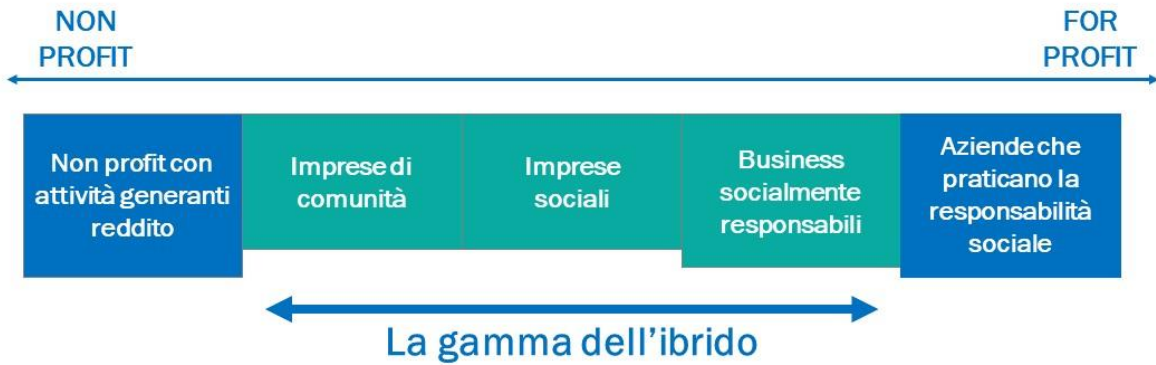 NON
PROFIT
FOR
PROFIT
Non profit con
attività generanti
reddito
Imprese di
comunità
Imprese
sociali
Business
socialmente
responsabili
Aziende che
praticano la
responsabilità
sociale
La gamma dell'ibrido